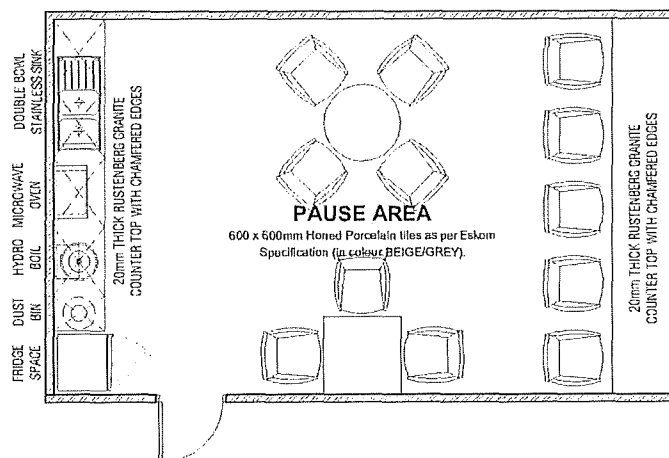 DOUBLE BOWL
STAINLESS SINK
MICROWAVE
OVEN
HYDRO
BOIL
DUST
BIN
FRIDGE
SPACE
20mm THICK RUSTENBERG GRANITE
COUNTER TOP WITH CHAMFERED EDGES
PAUSE AREA
600 x 600mm Honed Porcelain tiles as per Eskom
Specification (in colour BEIGE/GREY).
20mm THICK RUSTENBERG GRANITE
COUNTER TOP WITH CHAMFERED EDGES